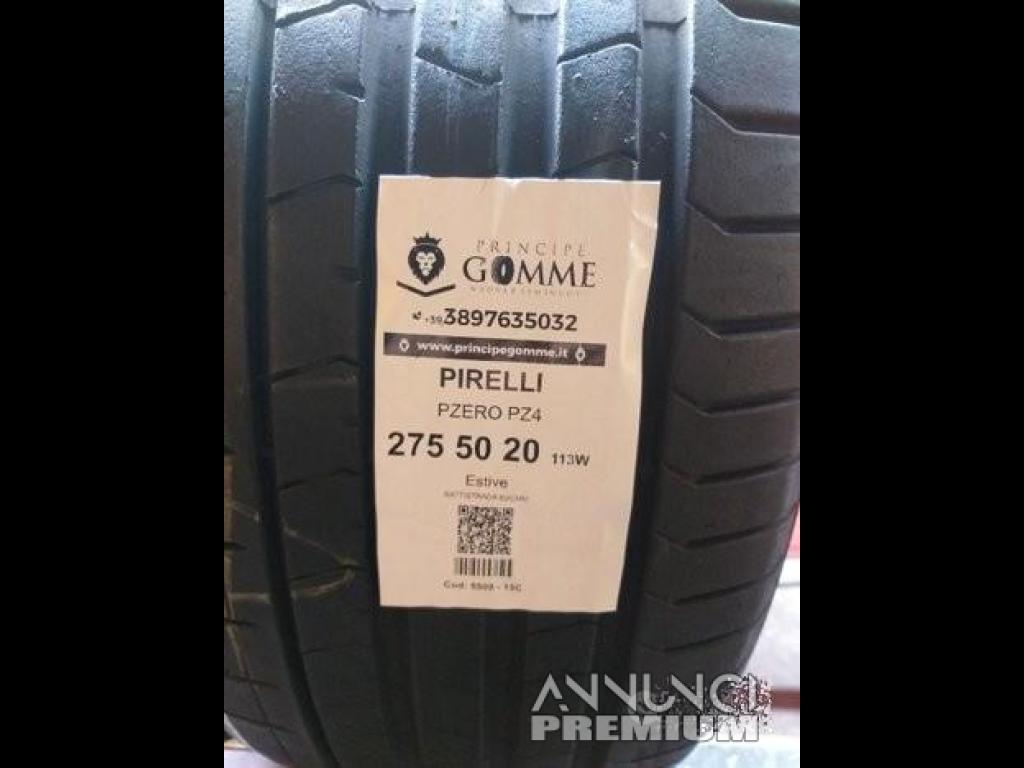 PRINCIPE
GOMME
+39 3897635032
www.principegomme.it
PIRELLI
PZERO PZ4
275 50 20 113W
Estive
ANNUNCI
PREMIUM